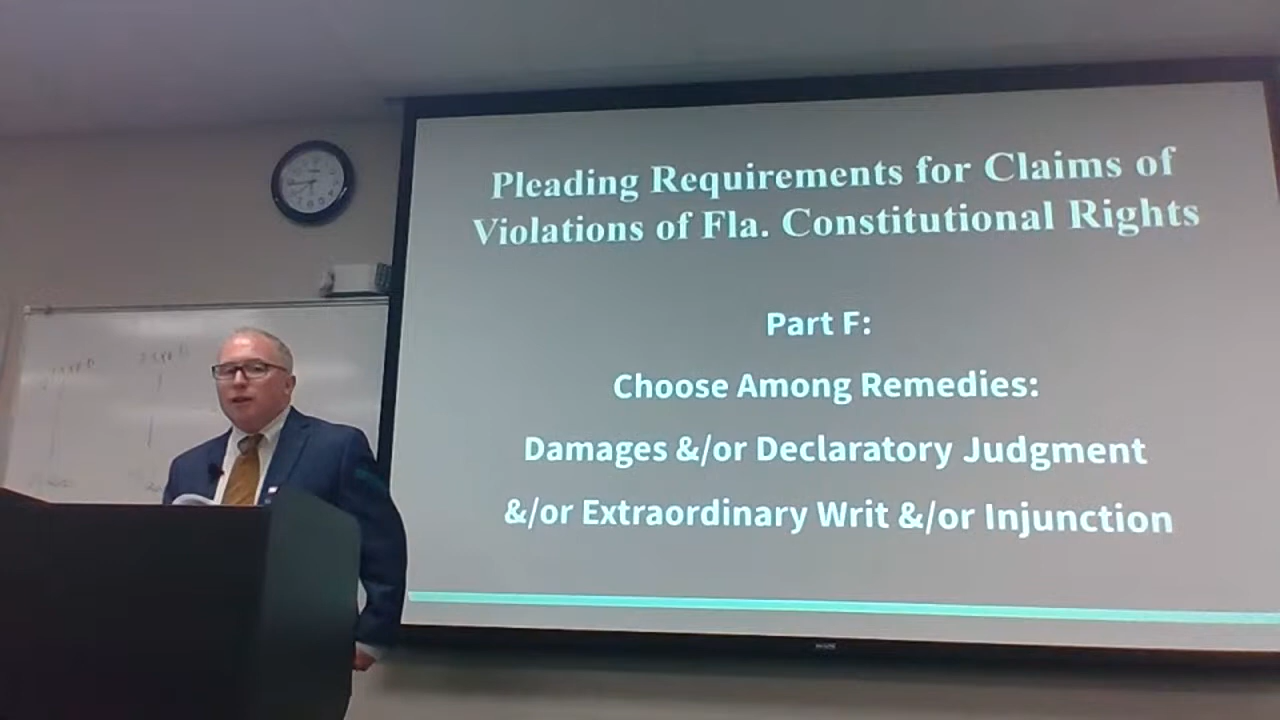 Pleading Requirements for Claims of
Violations of Fla. Constitutional Rights
Part F:
Choose Among Remedies:
Damages &/or Declaratory Judgment
&/or Extraordinary Writ &/or Injunction